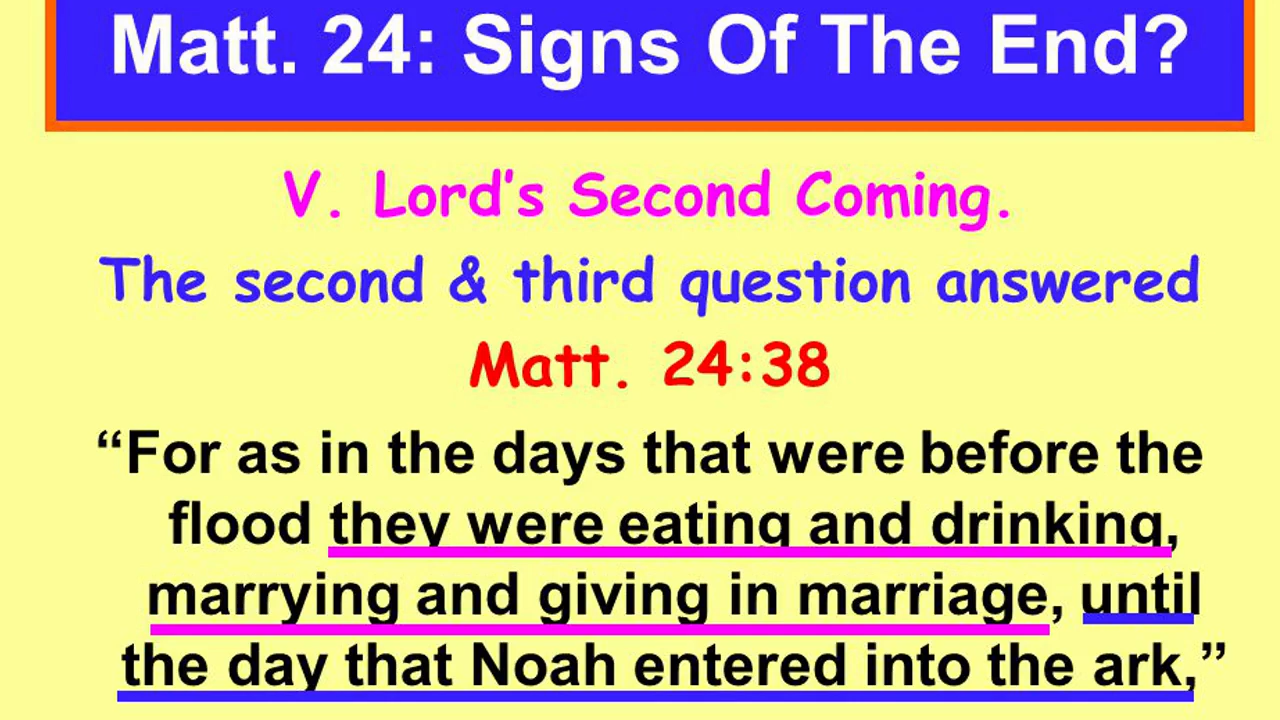 Matt. 24: Signs Of The End?
V. Lord's Second Coming.
The second & third question answered
Matt. 24:38
“For as in the days that were before the
flood they were eating and drinking,
marrying and giving in marriage, until
the day that Noah entered into the ark,”